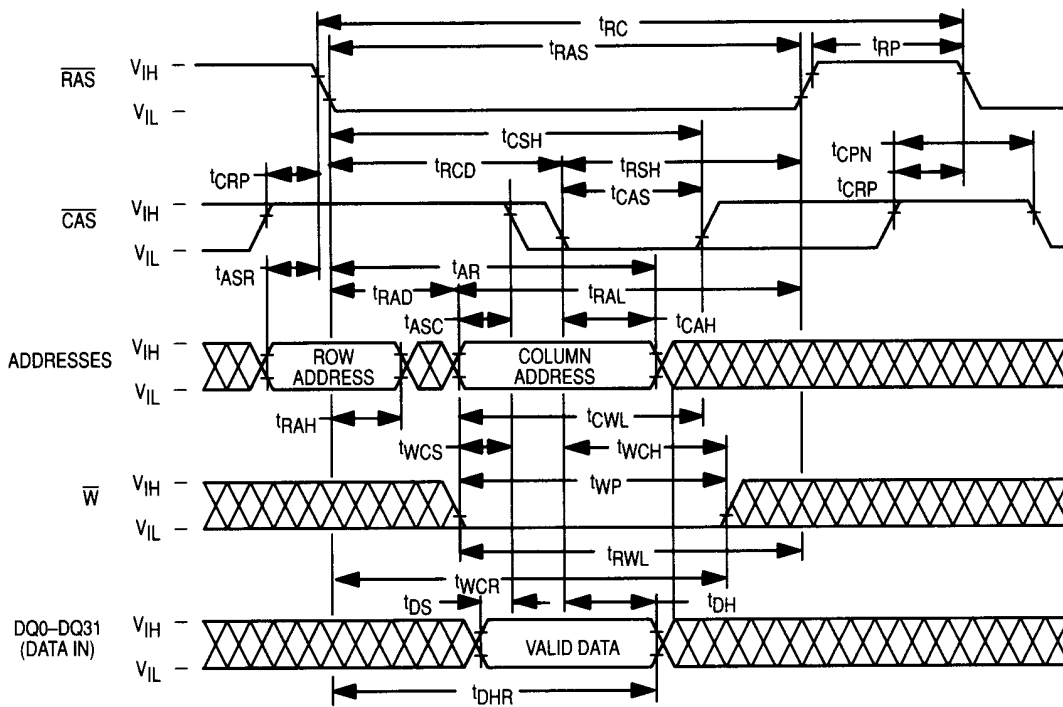 tRC
tRAS
tRP
RAS
VIH
VIL
tCSH
tCPN
tRCD
tRSH
tCRP
tCAS
tCRP
CAS
VIH
VIL
tAR
tASR
tRAD
tRAL
tASC
tCAH
ADDRESSES
VIH
VIL
ROW
ADDRESS
COLUMN
ADDRESS
tRAH
tCWL
tWCS
tWCH
W
VIH
VIL
tWP
tRWL
tWCR
tDS
tDH
DQ0–DQ31
(DATA IN)
VIH
VIL
VALID DATA
tDHR